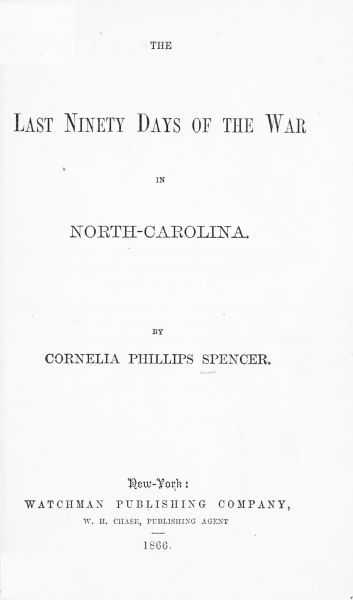 THE
LAST NINETY DAYS OF THE WAR
IN
NORTH-CAROLINA.
BY
CORNELIA PHILLIPS SPENCER.
New-York:
WATCHMAN PUBLISHING COMPANY,
W. H. CHASE, PUBLISHING AGENT
1866.